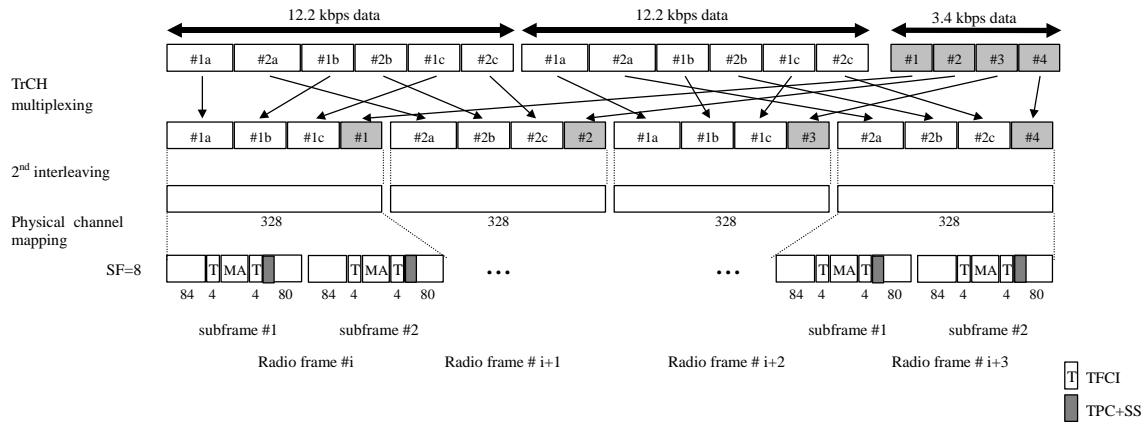 12.2 kbps data 12.2 kbps data 3.4 kbps data
#1a #2a #1b #2b #1c #2c #1a #2a #1b #2b #1c #2c #1 #2 #3 #4
TrCH
multiplexing
#1a #1b #1c #1 #2a #2b #2c #2 #1a #1b #1c #3 #2a #2b #2c #4
2nd interleaving
Physical channel
mapping
328 328 328 328
SF=8
T MA T T MA T ... ... T MA T T MA T
84 4 4 80 84 4 4 80 84 4 4 80 84 4 4 80
subframe #1 subframe #2 subframe #1 subframe #2
Radio frame #i Radio frame # i+1 Radio frame # i+2 Radio frame # i+3
T TFCI
TPC+SS